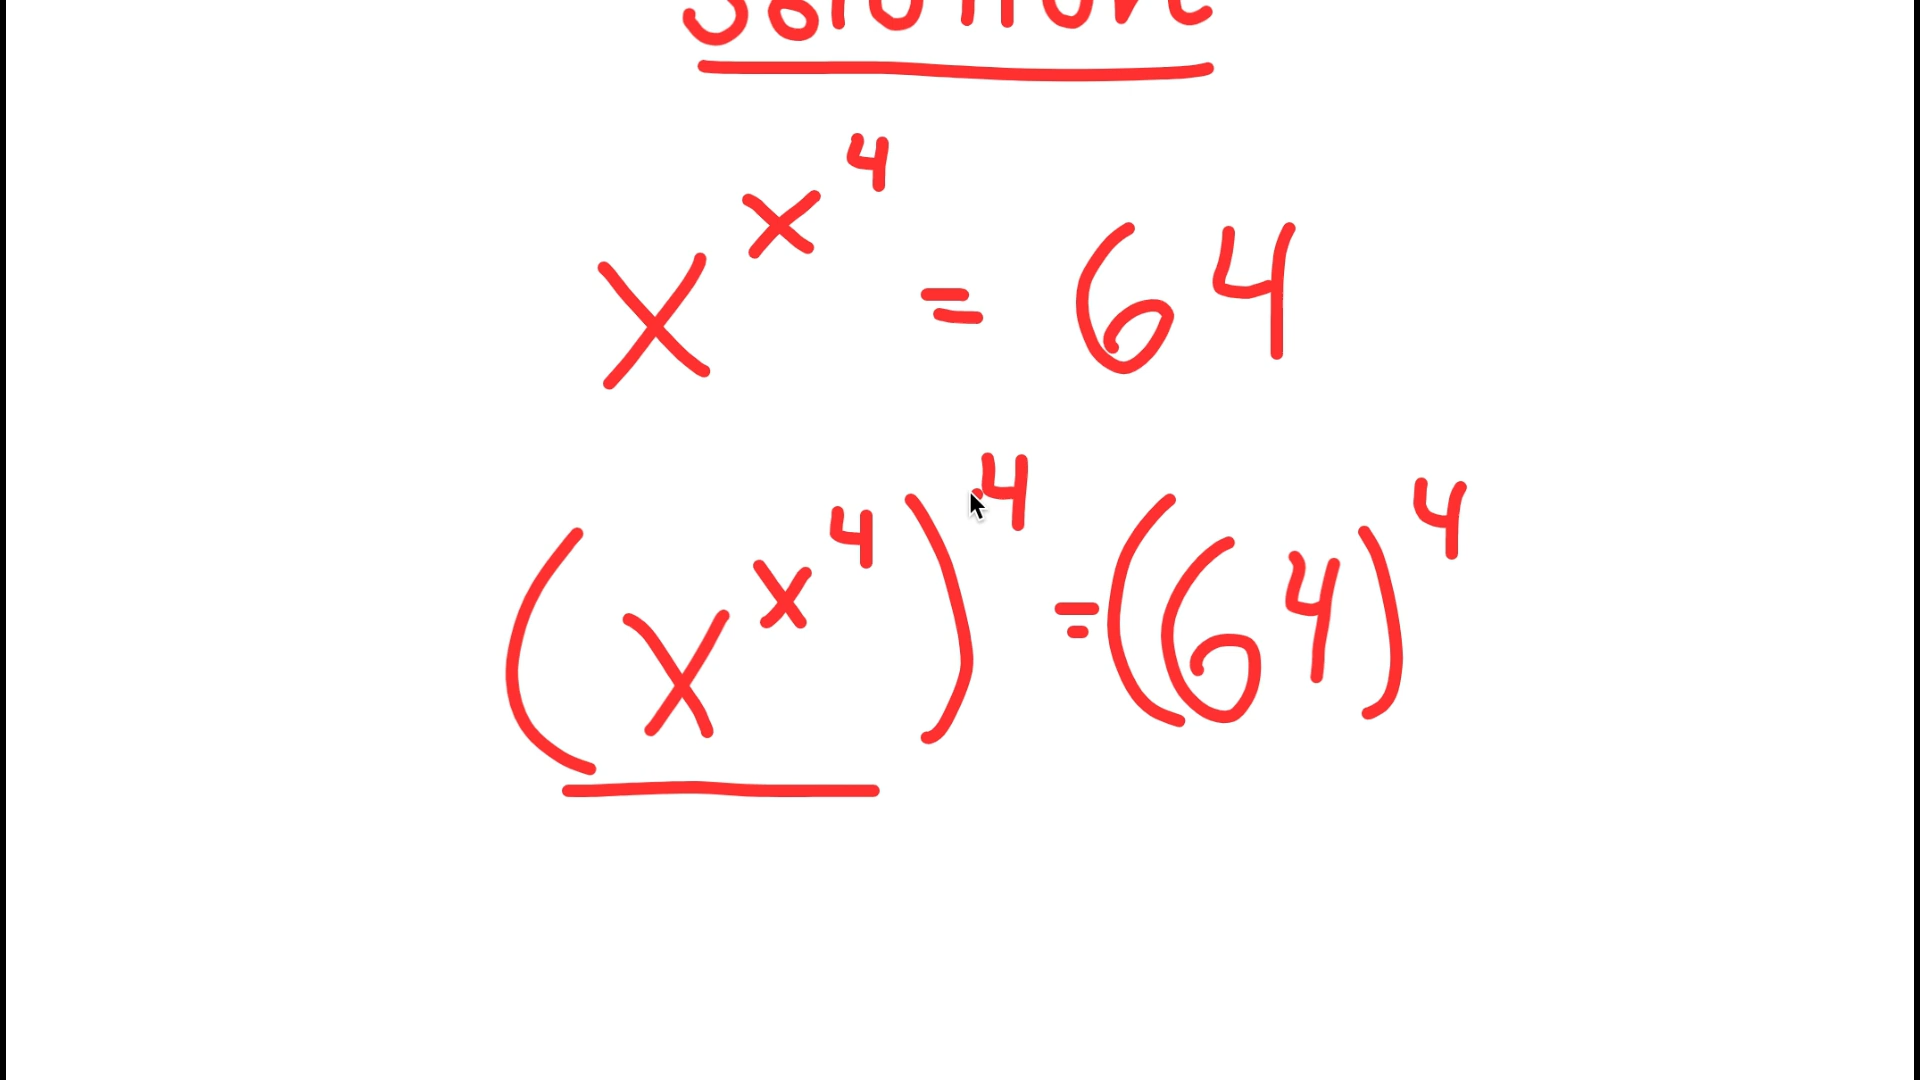 x^{x^4} = 64
(x^{x^4})^4 = (64)^4